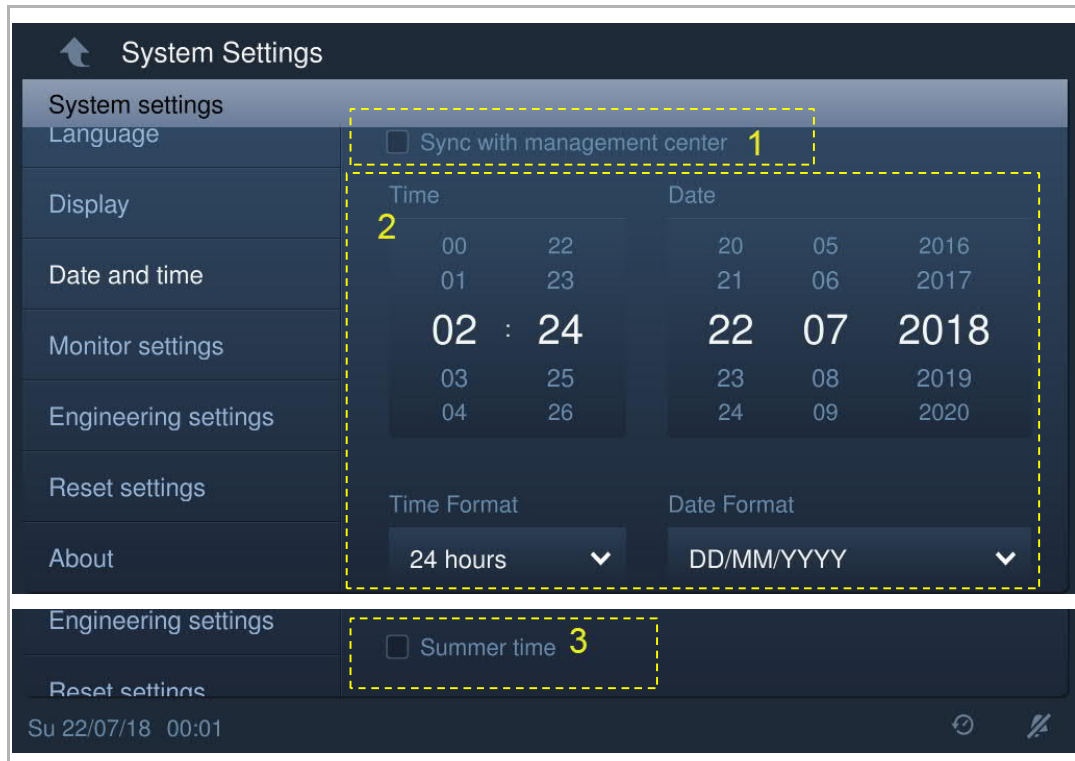 System Settings
System settings
Language
Display
Date and time
Monitor settings
Engineering settings
Reset settings
About
Sync with management center 1
2
Time Date
00 22 20 05 2016
01 23 21 06 2017
02 : 24 22 07 2018
03 25 23 08 2019
04 26 24 09 2020
Time Format Date Format
24 hours DD/MM/YYYY
Engineering settings
Reset settings
Summer time 3
Su 22/07/18 00:01